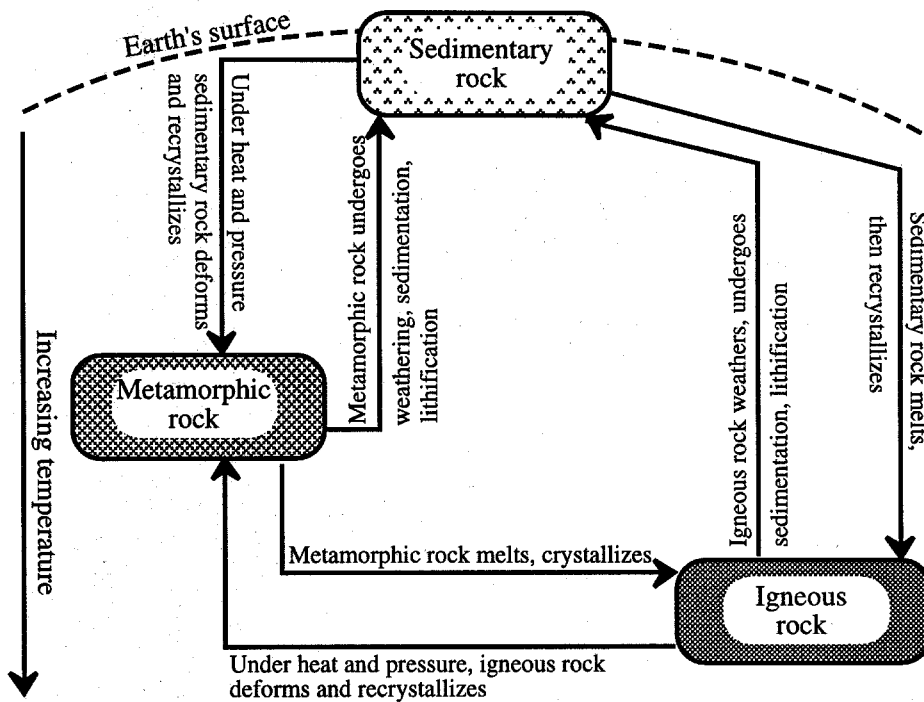 Earth's surface
Sedimentary
rock
Under heat and pressure
sedimentary rock deforms
and recrystallizes
Metamorphic rock undergoes
weathering, sedimentation,
lithification
Igneous rock weathers, undergoes
sedimentation, lithification
Sedimentary rock melts,
then recrystallizes
Increasing temperature
Metamorphic
rock
Metamorphic rock melts, crystallizes
Igneous
rock
Under heat and pressure, igneous rock
deforms and recrystallizes